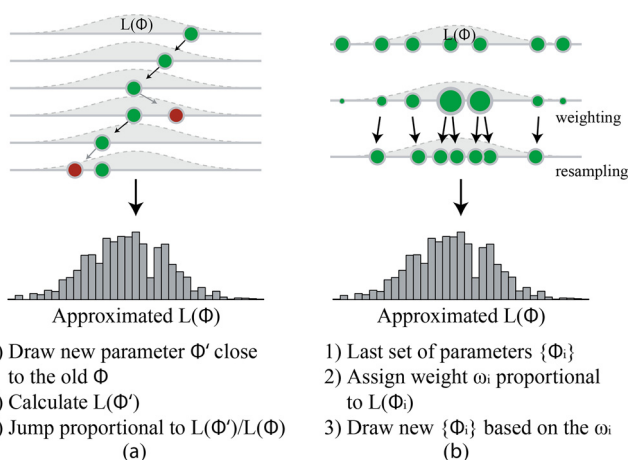 L(Φ)
Approximated L(Φ)
) Draw new parameter Φ‘ close
to the old Φ
) Calculate L(Φ‘)
) Jump proportional to L(Φ‘)/L(Φ)
(a)
L(Φ)
weighting
resampling
Approximated L(Φ)
1) Last set of parameters {Φᵢ}
2) Assign weight ωᵢ proportional
to L(Φᵢ)
3) Draw new {Φᵢ} based on the ωᵢ
(b)